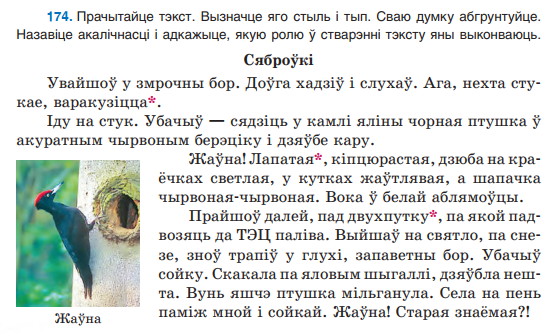 174. Прачытайце тэкст. Вызначце яго стыль і тып. Сваю думку абгрунтуйце.
Назавіце акалічнасці і адкажыце, якую ролю ў стварэнні тэксту яны выконваюць.
Сяброўкі
Увайшоў у змрочны бор. Доўга хадзіў і слухаў. Ага, нехта сту-
кае, варакузіцца*.
Іду на стук. Убачыў — сядзіць у камлі яліны чорная птушка ў
акуратным чырвоным берэціку і дзяўбе кару.
Жаўна! Лапатая*, кіпцюрастая, дзюба на кра-
ёчках светлая, у кутках жаўтлявая, а шапачка
чырвоная-чырвоная. Вока ў белай аблямоўцы.
Прайшоў далей, пад двухпутку*, па якой пад-
возяць да ТЭЦ паліва. Выйшаў на святло, па сне-
зе, зноў трапіў у глухі, запаветны бор. Убачыў
сойку. Скакала па яловым шыгаллі, дзяўбла неш-
та. Вунь яшчэ птушка мільганула. Села на пень
паміж мной і сойкай. Жаўна! Старая знаёмая?!
Жаўна